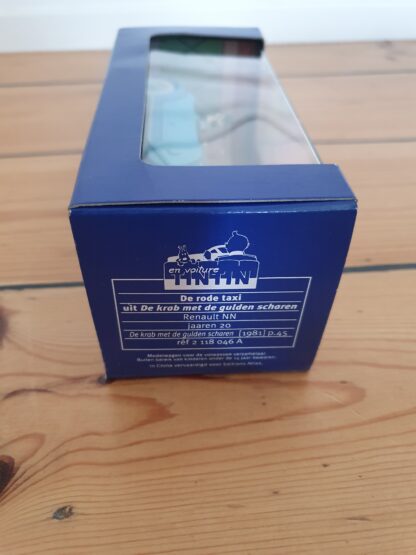 en voiture
TINTIN
De rode taxi
uit De krab met de gulden scharen
Renault NN
jaaren 20
De krab met de gulden scharen [1981] p.45
réf 2 118 046 A
Modelwagen voor de volwassen verzamelaar.
Buiten bereik van kinderen onder de 14 jaar bewaren.
In China vervaardigd voor Editions Atlas.